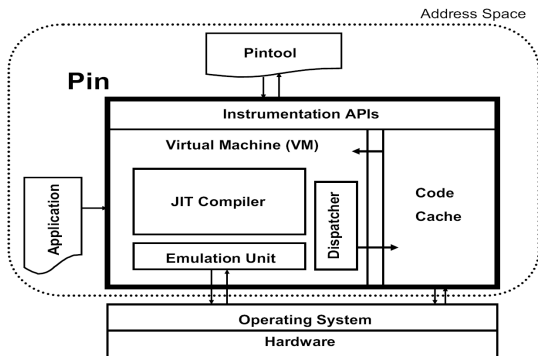 Address Space
Pintool
Pin
Instrumentation APIs
Virtual Machine (VM)
JIT Compiler
Emulation Unit
Dispatcher
Code
Cache
Application
Operating System
Hardware